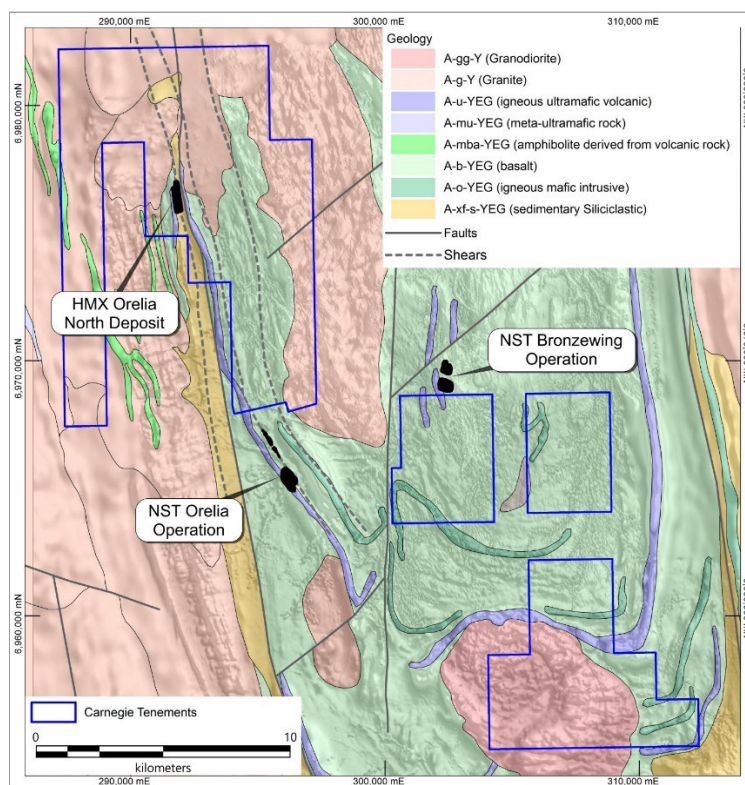 290,000 mE
300,000 mE
310,000 mE
Geology
A-gg-Y (Granodiorite)
A-g-Y (Granite)
A-u-YEG (igneous ultramafic volcanic)
A-mu-YEG (meta-ultramafic rock)
A-mba-YEG (amphibolite derived from volcanic rock)
A-b-YEG (basalt)
A-o-YEG (igneous mafic intrusive)
A-xf-s-YEG (sedimentary Siliciclastic)
Faults
Shears
6,980,000 mN
HMX Orelia
North Deposit
NST Bronzewing
Operation
6,970,000 mN
NST Orelia
Operation
6,960,000 mN
Carnegie Tenements
0
10
kilometers
290,000 mE
300,000 mE
310,000 mE